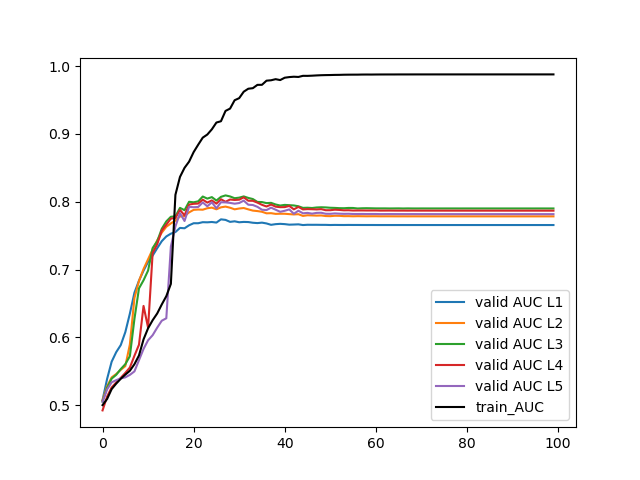 1.0
0.9
0.8
0.7
0.6
0.5
0 20 40 60 80 100
valid AUC L1
valid AUC L2
valid AUC L3
valid AUC L4
valid AUC L5
train_AUC